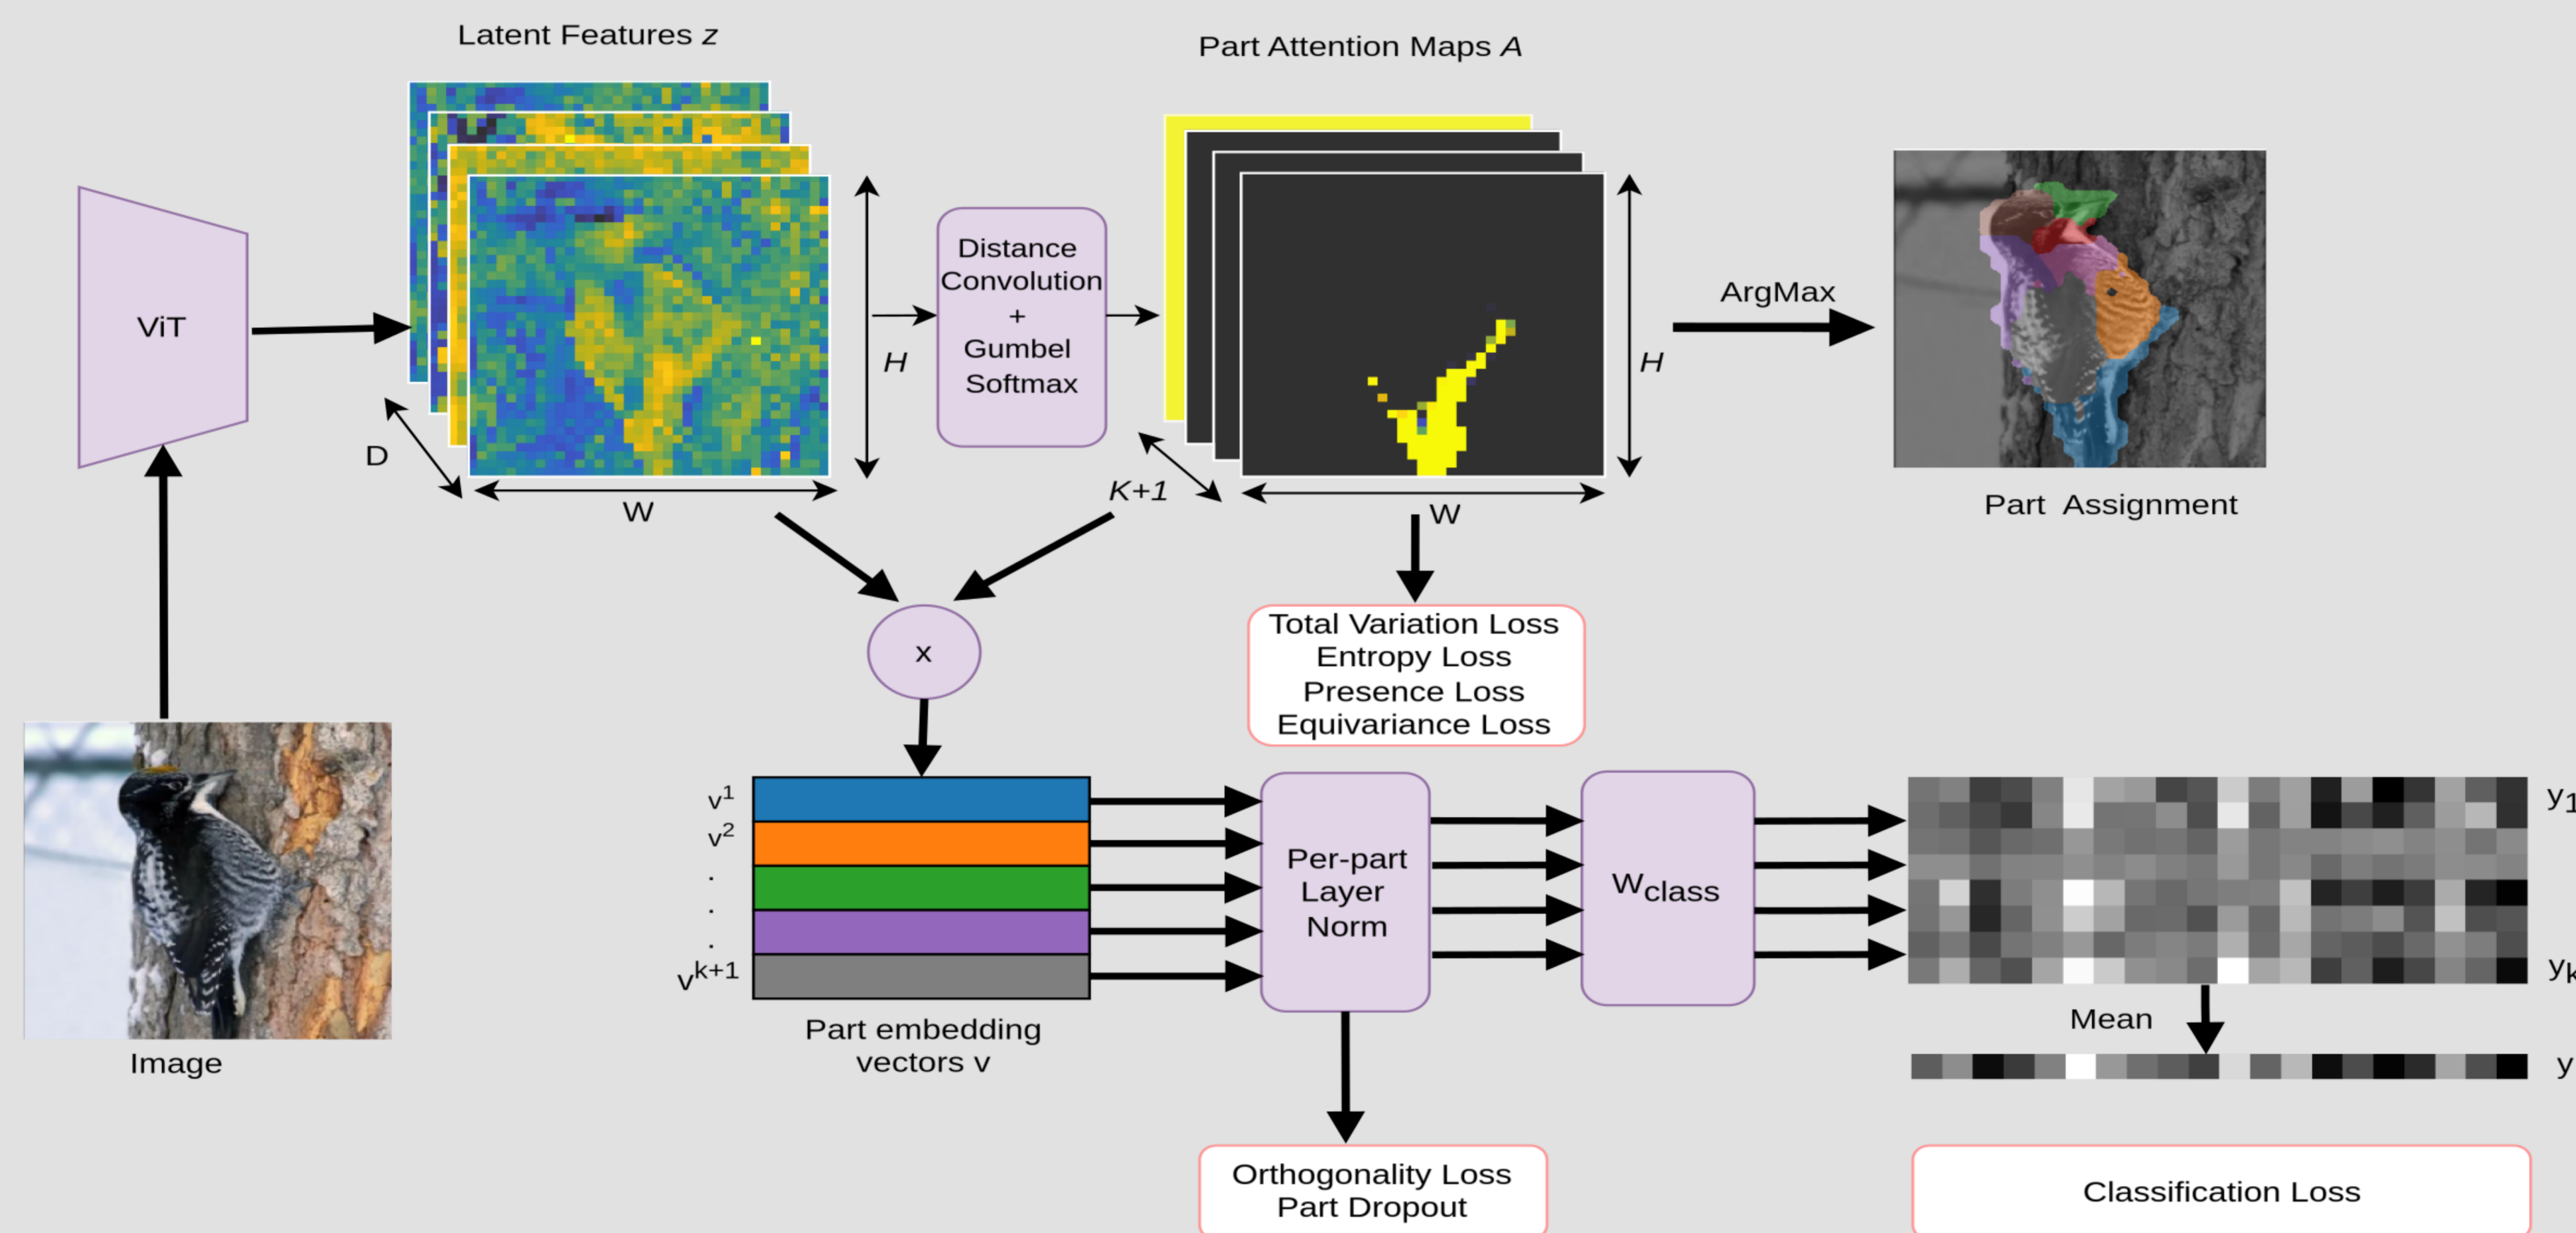 Latent Features z
Part Attention Maps A
ViT
Distance
Convolution
+
Gumbel
Softmax
H
H
ArgMax
D
W
K+1
W
Part Assignment
x
Total Variation Loss
Entropy Loss
Presence Loss
Equivariance Loss
Image
v1
v2
.
.
.
vk+1
Part embedding
vectors v
Per-part
Layer
Norm
Wclass
y1
yk
Mean
y
Orthogonality Loss
Part Dropout
Classification Loss